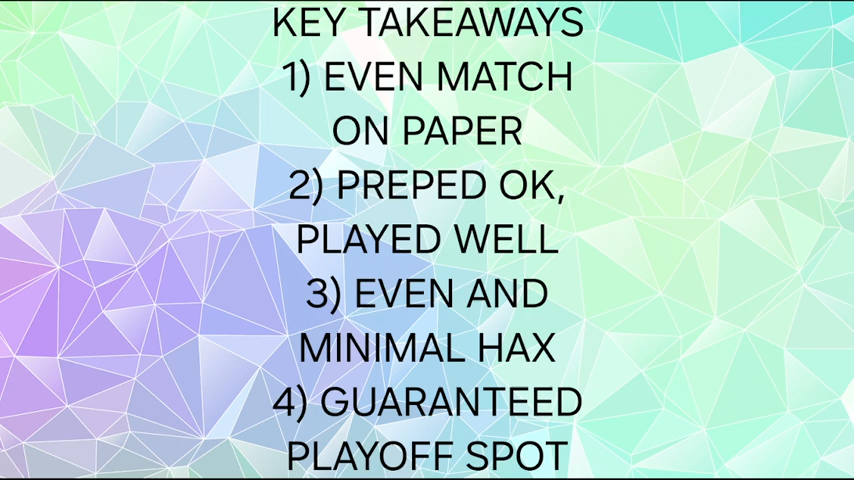 KEY TAKEAWAYS
1) EVEN MATCH
ON PAPER
2) PREPED OK,
PLAYED WELL
3) EVEN AND
MINIMAL HAX
4) GUARANTEED
PLAYOFF SPOT